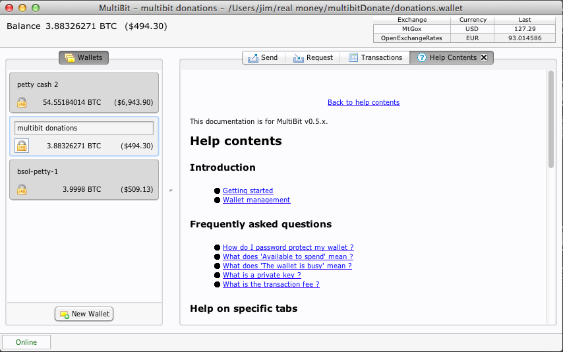 MultiBit - multibit donations - /Users/jim/real money/multibitDonate/donations.wallet
Balance 3.88326271 BTC ($494.30)
Exchange Currency Last
MtGox USD 127.29
OpenExchangeRates EUR 93.014586
Wallets
Send Request Transactions Help Contents
petty cash 2
54.55184014 BTC ($6,943.90)
multibit donations
3.88326271 BTC ($494.30)
bsol-petty-1
3.9998 BTC ($509.13)
New Wallet
Back to help contents
This documentation is for MultiBit v0.5.x.
Help contents
Introduction
Getting started
Wallet management
Frequently asked questions
How do I password protect my wallet ?
What does 'Available to spend' mean ?
What does 'The wallet is busy' mean ?
What is a private key ?
What is the transaction fee ?
Help on specific tabs
Online